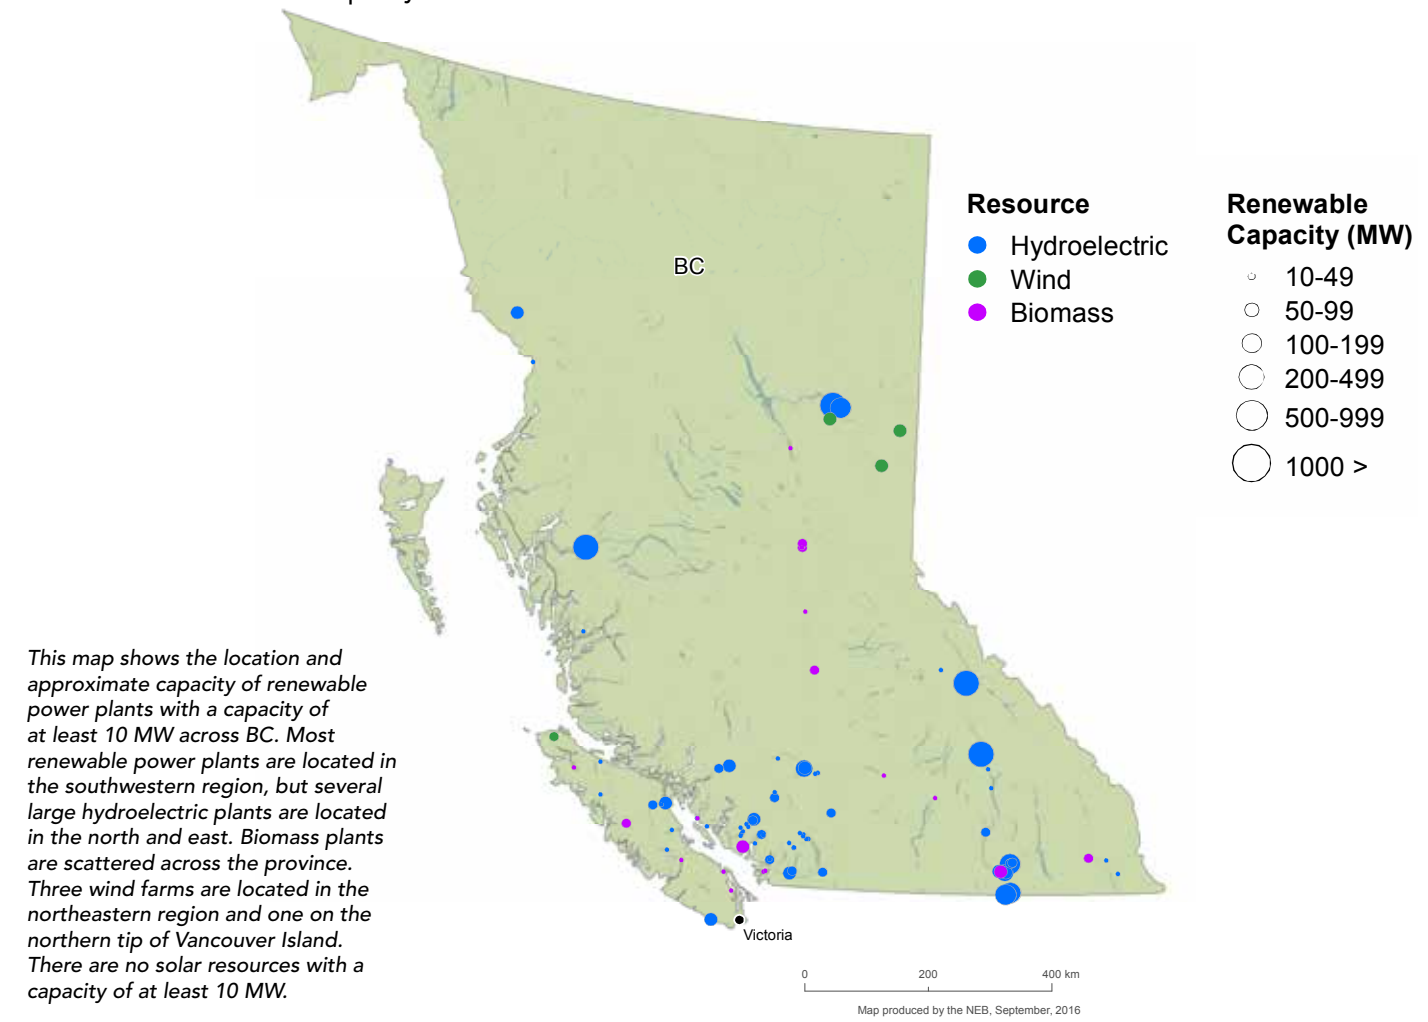 BC
Resource
Hydroelectric
Wind
Biomass
Renewable
Capacity (MW)
10-49
50-99
100-199
200-499
500-999
1000 >
This map shows the location and
approximate capacity of renewable
power plants with a capacity of
at least 10 MW across BC. Most
renewable power plants are located in
the southwestern region, but several
large hydroelectric plants are located
in the north and east. Biomass plants
are scattered across the province.
Three wind farms are located in the
northeastern region and one on the
northern tip of Vancouver Island.
There are no solar resources with a
capacity of at least 10 MW.
Victoria
0 200 400 km
Map produced by the NEB, September, 2016